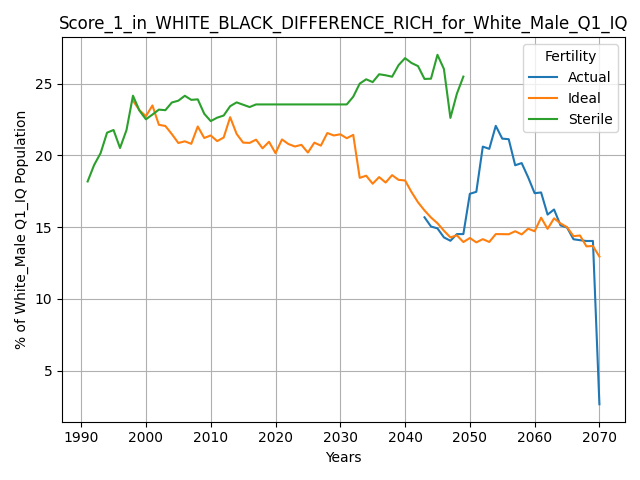 Score_1_in_WHITE_BLACK_DIFFERENCE_RICH_for_White_Male_Q1_IQ
Fertility
Actual
Ideal
Sterile
% of White_Male Q1_IQ Population
25
20
15
10
5
1990 2000 2010 2020 2030 2040 2050 2060 2070
Years